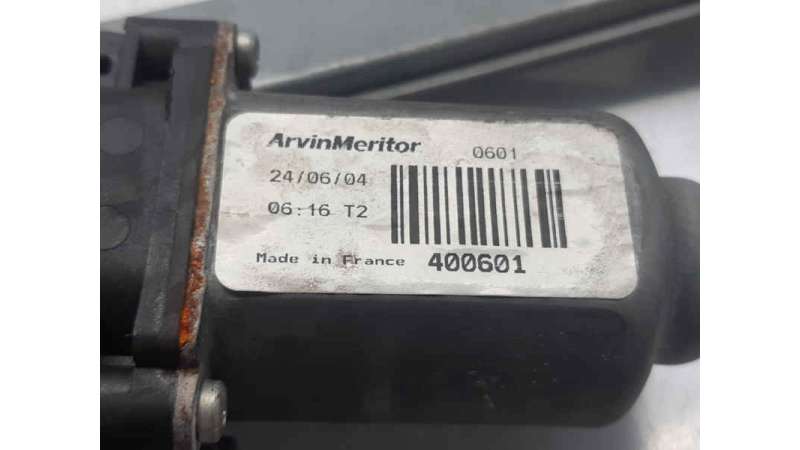 ArvinMeritor 0601
24/06/04
06:16 T2
Made in France 400601